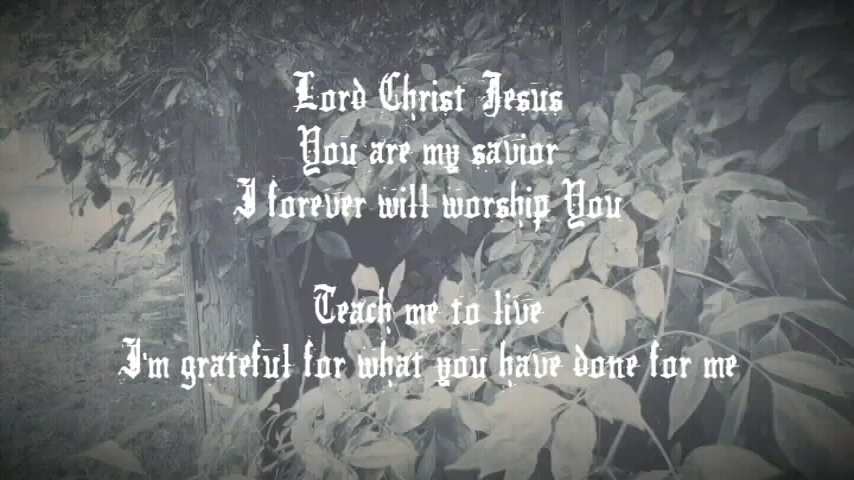 Lord Christ Jesus
You are my savior
I forever will worship You
Teach me to live
I'm grateful for what you have done for me